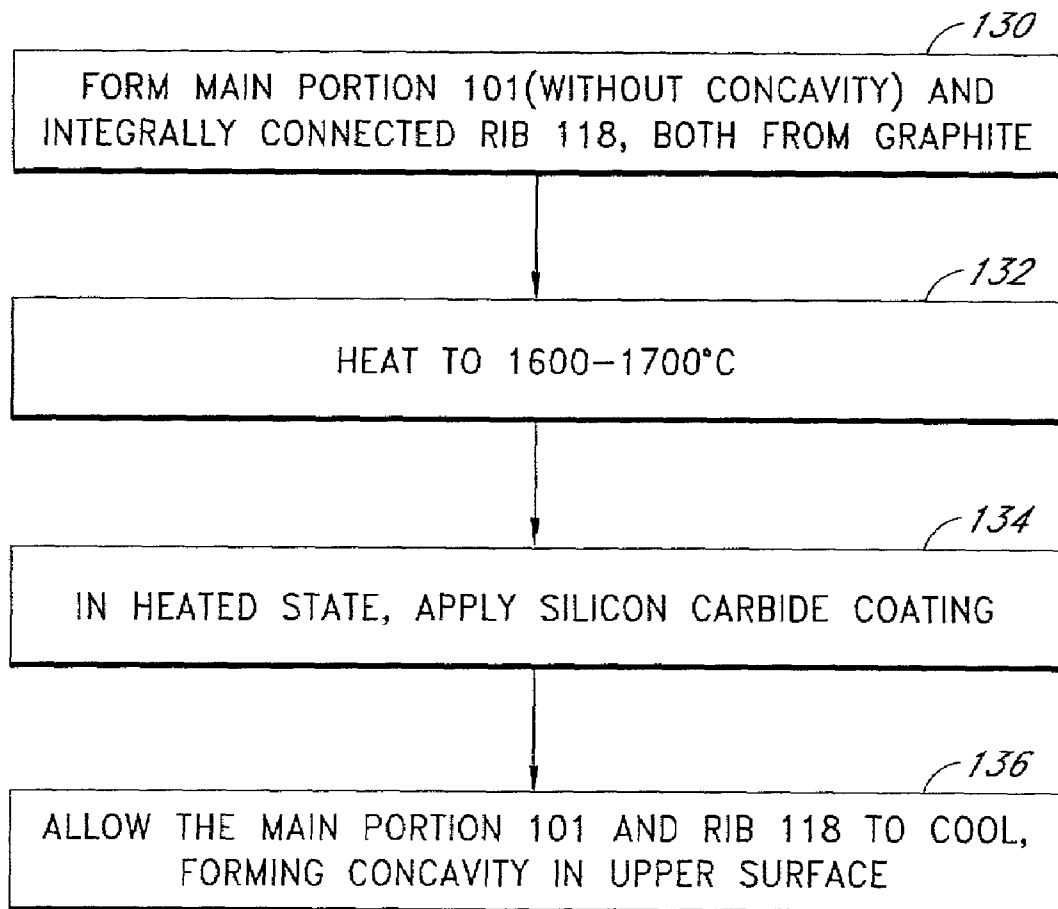 130
FORM MAIN PORTION 101(WITHOUT CONCAVITY) AND
INTEGRALLY CONNECTED RIB 118, BOTH FROM GRAPHITE
132
HEAT TO 1600-1700°C
134
IN HEATED STATE, APPLY SILICON CARBIDE COATING
136
ALLOW THE MAIN PORTION 101 AND RIB 118 TO COOL,
FORMING CONCAVITY IN UPPER SURFACE